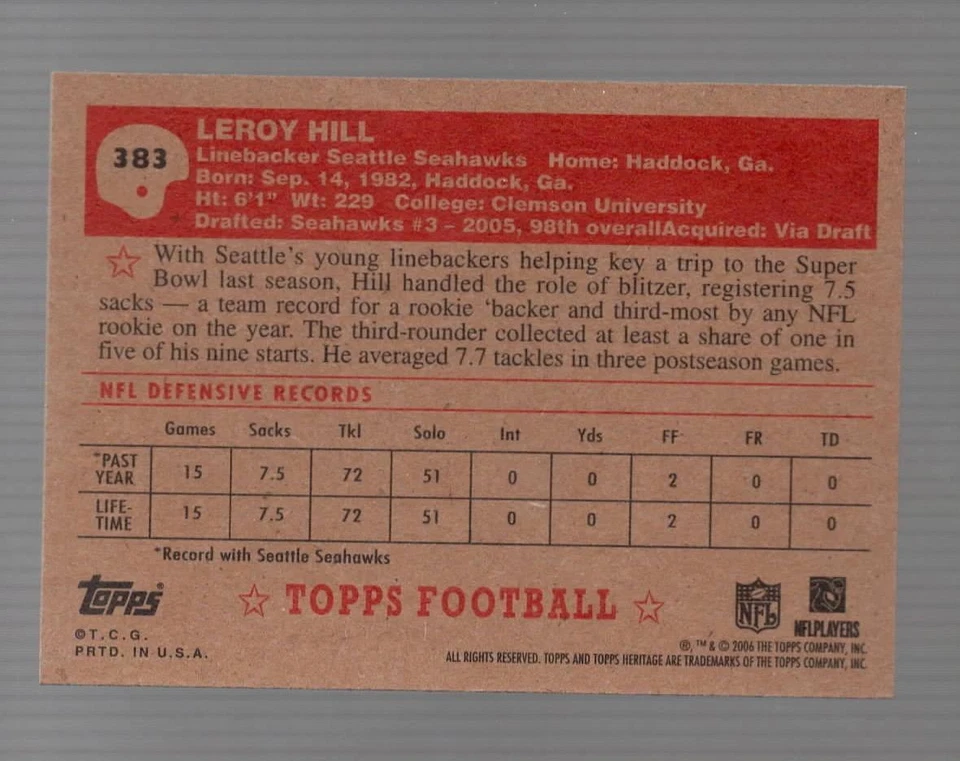 383
LEROY HILL
Linebacker Seattle Seahawks Home: Haddock, Ga.
Born: Sep. 14, 1982, Haddock, Ga.
Ht: 6'1" Wt: 229 College: Clemson University
Drafted: Seahawks #3 – 2005, 98th overallAcquired: Via Draft
With Seattle's young linebackers helping key a trip to the Super
Bowl last season, Hill handled the role of blitzer, registering 7.5
sacks — a team record for a rookie 'backer and third-most by any NFL
rookie on the year. The third-rounder collected at least a share of one in
five of his nine starts. He averaged 7.7 tackles in three postseason games.
NFL DEFENSIVE RECORDS
Games Sacks Tkl Solo Int Yds FF FR TD
*PAST YEAR 15 7.5 72 51 0 0 2 0 0
LIFE-TIME 15 7.5 72 51 0 0 2 0 0
*Record with Seattle Seahawks
Topps®
TOPPS FOOTBALL
NFL
NFLPLAYERS
©T.C.G.
PRTD. IN U.S.A.
®, TM & © 2006 THE TOPPS COMPANY, INC.
ALL RIGHTS RESERVED. TOPPS AND TOPPS HERITAGE ARE TRADEMARKS OF THE TOPPS COMPANY, INC.